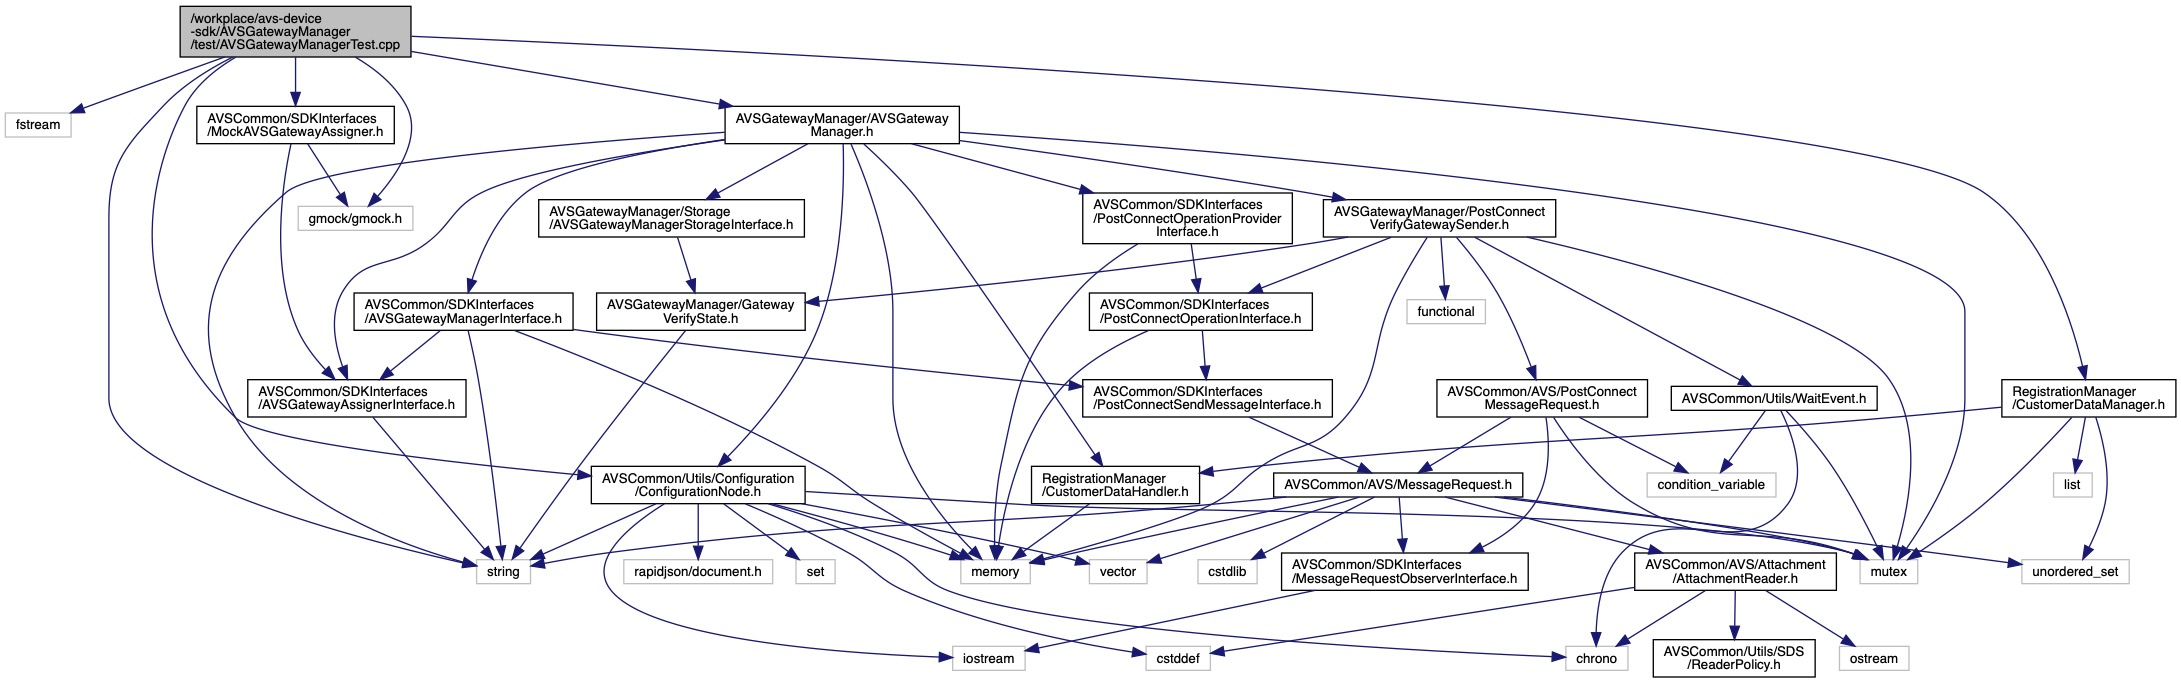 /workplace/avs-device
-sdk/AVSGatewayManager
/test/AVSGatewayManagerTest.cpp
fstream
AVSCommon/SDKInterfaces
/MockAVSGatewayAssigner.h
AVSGatewayManager/AVSGateway
Manager.h
gmock/gmock.h
AVSGatewayManager/Storage
/AVSGatewayManagerStorageInterface.h
AVSCommon/SDKInterfaces
/PostConnectOperationProvider
Interface.h
AVSGatewayManager/PostConnect
VerifyGatewaySender.h
AVSCommon/SDKInterfaces
/AVSGatewayManagerInterface.h
AVSGatewayManager/Gateway
VerifyState.h
AVSCommon/SDKInterfaces
/PostConnectOperationInterface.h
functional
AVSCommon/SDKInterfaces
/AVSGatewayAssignerInterface.h
AVSCommon/SDKInterfaces
/PostConnectSendMessageInterface.h
AVSCommon/AVS/PostConnect
MessageRequest.h
AVSCommon/Utils/WaitEvent.h
RegistrationManager
/CustomerDataManager.h
AVSCommon/Utils/Configuration
/ConfigurationNode.h
RegistrationManager
/CustomerDataHandler.h
AVSCommon/AVS/MessageRequest.h
condition_variable
list
string
rapidjson/document.h
set
memory
vector
cstdlib
AVSCommon/SDKInterfaces
/MessageRequestObserverInterface.h
AVSCommon/AVS/Attachment
/AttachmentReader.h
mutex
unordered_set
iostream
cstddef
chrono
AVSCommon/Utils/SDS
/ReaderPolicy.h
ostream